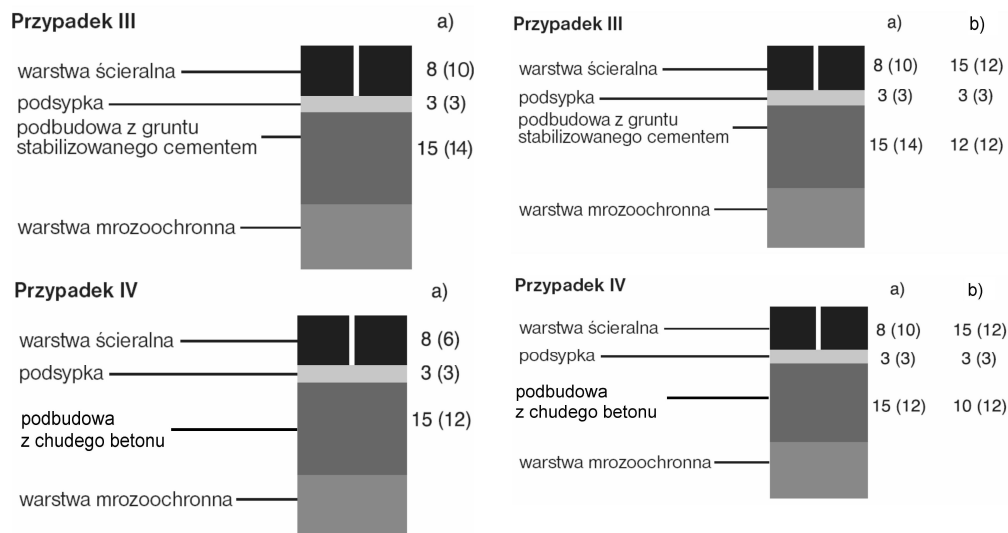 Przypadek III a)
warstwa ścieralna 8 (10)
podsypka 3 (3)
podbudowa z gruntu
stabilizowanego cementem 15 (14)
warstwa mrozoochronna
Przypadek IV a)
warstwa ścieralna 8 (6)
podsypka 3 (3)
podbudowa 15 (12)
z chudego betonu
warstwa mrozoochronna
Przypadek III a) b)
warstwa ścieralna 8 (10) 15 (12)
podsypka 3 (3) 3 (3)
podbudowa z gruntu
stabilizowanego cementem 15 (14) 12 (12)
warstwa mrozoochronna
Przypadek IV a) b)
warstwa ścieralna 8 (10) 15 (12)
podsypka 3 (3) 3 (3)
podbudowa
z chudego betonu 15 (12) 10 (12)
warstwa mrozoochronna